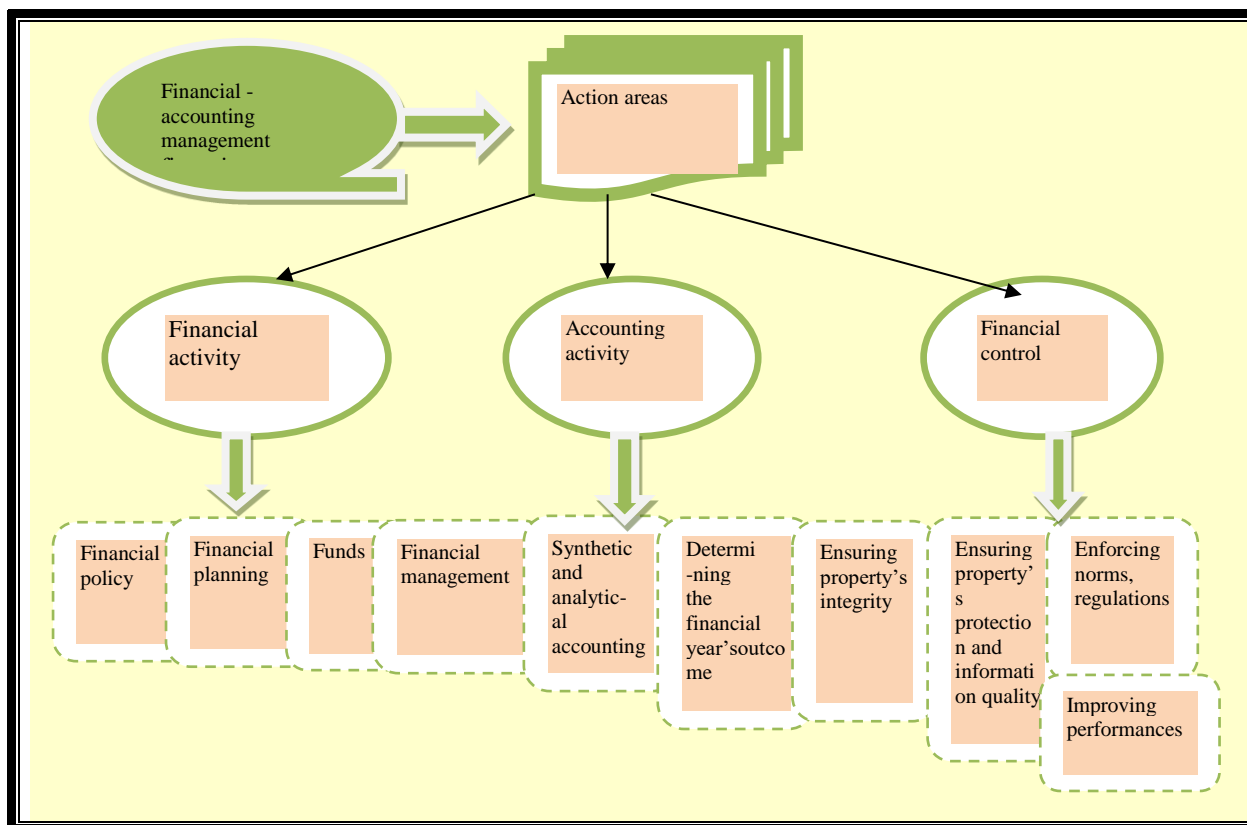 Financial -
accounting
management
Action areas
Financial
activity
Accounting
activity
Financial
control
Financial
policy
Financial
planning
Funds
Financial
management
Synthetic
and
analytic-
al
accounting
Determi
-ning
the
financial
year’soutco
me
Ensuring
property’s
integrity
Ensuring
property’
s
protectio
n and
informati
on quality
Enforcing
norms,
regulations
Improving
performances